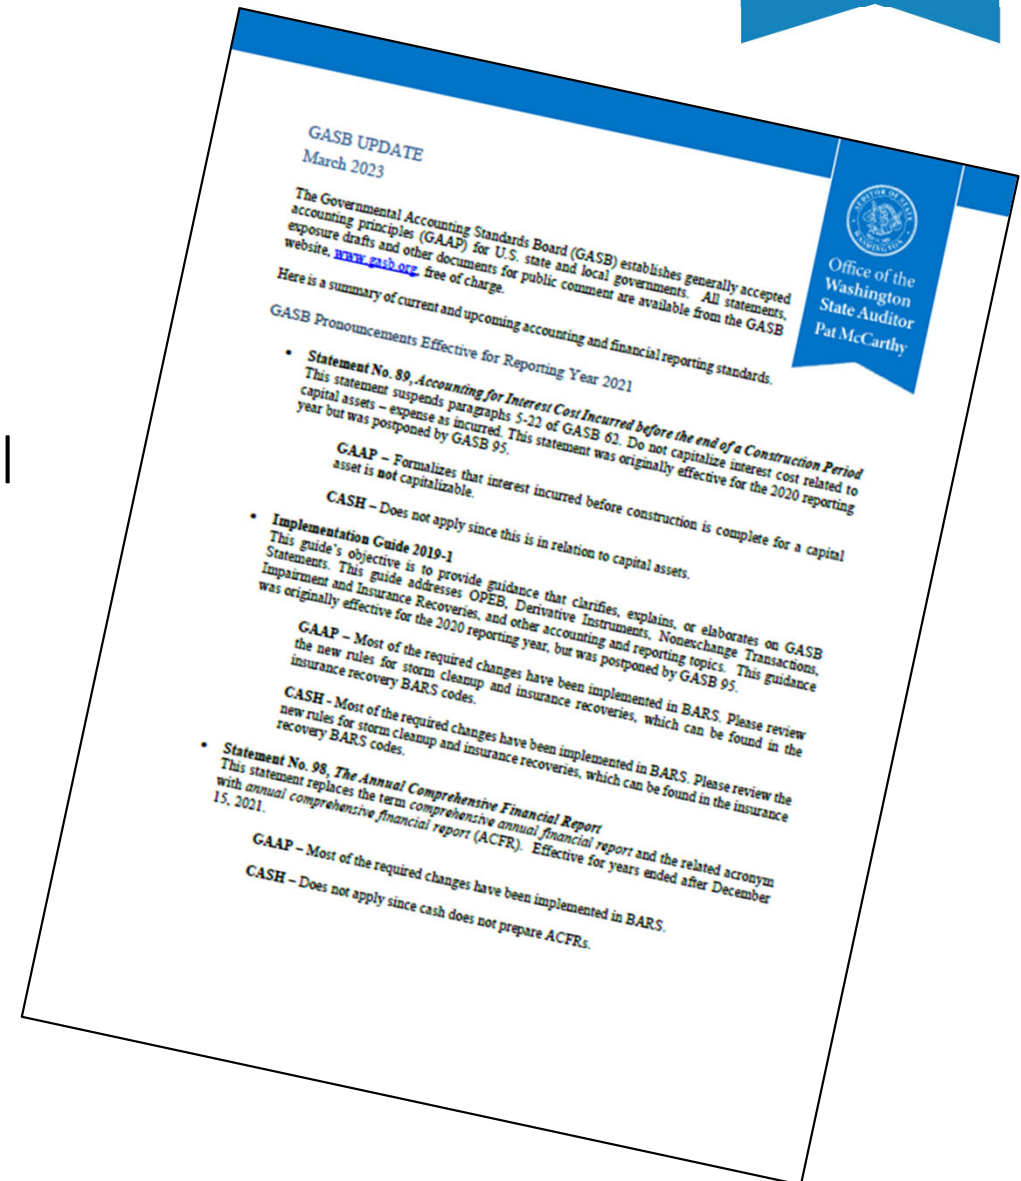 GASB UPDATE
March 2023
The Governmental Accounting Standards Board (GASB) establishes generally accepted
accounting principles (GAAP) for U.S. state and local governments. All statements,
exposure drafts and other documents for public comment are available from the GASB
website, www.gasb.org, free of charge.
Here is a summary of current and upcoming accounting and financial reporting standards.
GASB Pronouncements Effective for Reporting Year 2021
• Statement No. 89, Accounting for Interest Cost Incurred before the end of a Construction Period
This statement suspends paragraphs 5-22 of GASB 62. Do not capitalize interest cost related to
capital assets – expense as incurred. This statement was originally effective for the 2020 reporting
year but was postponed by GASB 95.
GAAP – Formalizes that interest incurred before construction is complete for a capital
asset is not capitalizable.
CASH – Does not apply since this is in relation to capital assets.
• Implementation Guide 2019-1
This guide's objective is to provide guidance that clarifies, explains, or elaborates on GASB
Statements. This guide addresses OPEB, Derivative Instruments, Nonexchange Transactions,
Impairment and Insurance Recoveries, and other accounting and reporting topics. This guidance
was originally effective for the 2020 reporting year, but was postponed by GASB 95.
GAAP – Most of the required changes have been implemented in BARS. Please review
the new rules for storm cleanup and insurance recoveries, which can be found in the
insurance recovery BARS codes.
CASH - Most of the required changes have been implemented in BARS. Please review the
new rules for storm cleanup and insurance recoveries, which can be found in the insurance
recovery BARS codes.
• Statement No. 98, The Annual Comprehensive Financial Report
This statement replaces the term comprehensive annual financial report and the related acronym
with annual comprehensive financial report (ACFR). Effective for years ended after December
15, 2021.
GAAP – Most of the required changes have been implemented in BARS.
CASH – Does not apply since cash does not prepare ACFRs.
AUDITOR OF STATE
WASHINGTON
Office of the
Washington
State Auditor
Pat McCarthy